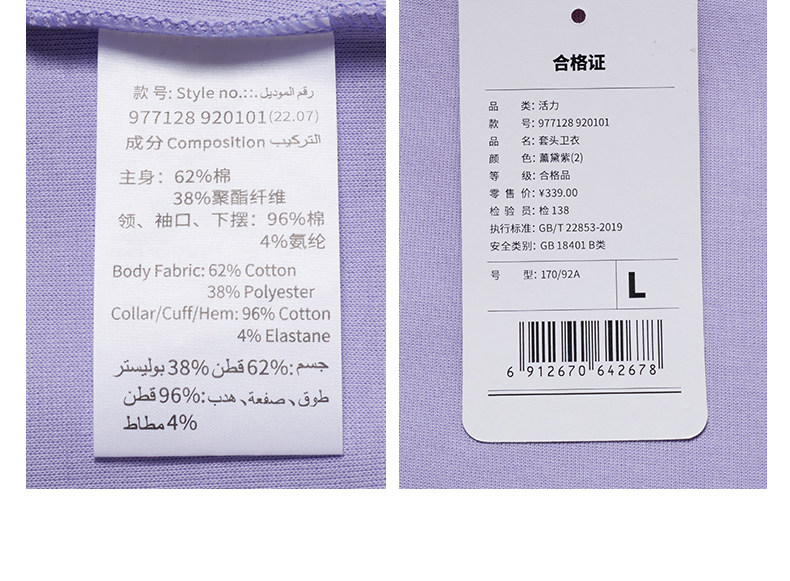 款 号: Style no.::. رقم الموديل
977128 920101(22.07)
成分 Composition التركيب
主身：62%棉
38%聚酯纤维
领、袖口、下摆：96%棉
4%氨纶
Body Fabric: 62% Cotton
38% Polyester
Collar/Cuff/Hem: 96% Cotton
4% Elastane
جسم: 62% قطن 38% بوليستر
طوق، صفعة، هدب: 96% قطن
4% مطاط
合格证
品 类: 活力
款 号: 977128 920101
品 名: 套头卫衣
颜 色: 薰黛紫(2)
等 级: 合格品
零 售 价: ¥339.00
检 验 员: 检 138
执行标准: GB/T 22853-2019
安全类别: GB 18401 B类
号 型: 170/92A
L
6 912670 642678